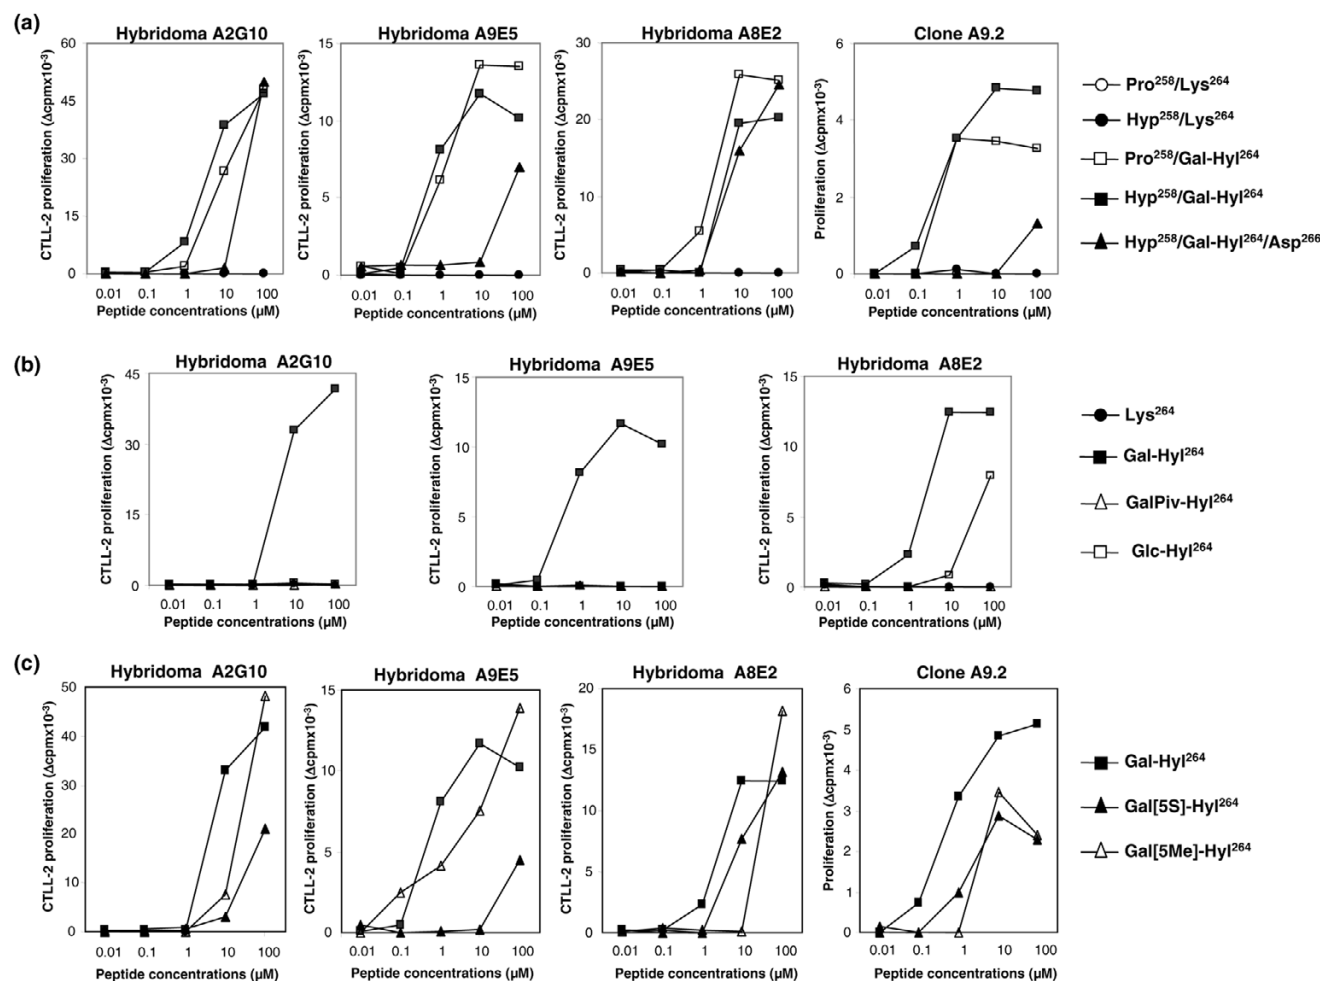 (a)
Hybridoma A2G10
CTLL-2 proliferation (Δcpmx10⁻³)
60
45
30
15
0
0.01 0.1 1 10 100
Peptide concentrations (µM)
Hybridoma A9E5
CTLL-2 proliferation (Δcpmx10⁻³)
15
10
5
0
0.01 0.1 1 10 100
Peptide concentrations (µM)
Hybridoma A8E2
CTLL-2 proliferation (Δcpmx10⁻³)
30
20
10
0
0.01 0.1 1 10 100
Peptide concentrations (µM)
Clone A9.2
Proliferation (Δcpmx10⁻³)
6
4
2
0
0.01 0.1 1 10 100
Peptide concentrations (µM)
Pro²⁵⁸/Lys²⁶⁴
Hyp²⁵⁸/Lys²⁶⁴
Pro²⁵⁸/Gal-Hyl²⁶⁴
Hyp²⁵⁸/Gal-Hyl²⁶⁴
Hyp²⁵⁸/Gal-Hyl²⁶⁴/Asp²⁶⁶
(b)
Hybridoma A2G10
CTLL-2 proliferation (Δcpmx10⁻³)
45
30
15
0
0.01 0.1 1 10 100
Peptide concentrations (µM)
Hybridoma A9E5
CTLL-2 proliferation (Δcpmx10⁻³)
15
10
5
0
0.01 0.1 1 10 100
Peptide concentrations (µM)
Hybridoma A8E2
CTLL-2 proliferation (Δcpmx10⁻³)
15
10
5
0
0.01 0.1 1 10 100
Peptide concentrations (µM)
Lys²⁶⁴
Gal-Hyl²⁶⁴
GalPiv-Hyl²⁶⁴
Glc-Hyl²⁶⁴
(c)
Hybridoma A2G10
CTLL-2 proliferation (Δcpmx10⁻³)
50
40
30
20
10
0
0.01 0.1 1 10 100
Peptide concentrations (µM)
Hybridoma A9E5
CTLL-2 proliferation (Δcpmx10⁻³)
15
10
5
0
0.01 0.1 1 10 100
Peptide concentrations (µM)
Hybridoma A8E2
CTLL-2 proliferation (Δcpmx10⁻³)
20
15
10
5
0
0.01 0.1 1 10 100
Peptide concentrations (µM)
Clone A9.2
Proliferation (Δcpmx10⁻³)
6
5
4
3
2
1
0
0.01 0.1 1 10 100
Peptide concentrations (µM)
Gal-Hyl²⁶⁴
Gal[5S]-Hyl²⁶⁴
Gal[5Me]-Hyl²⁶⁴